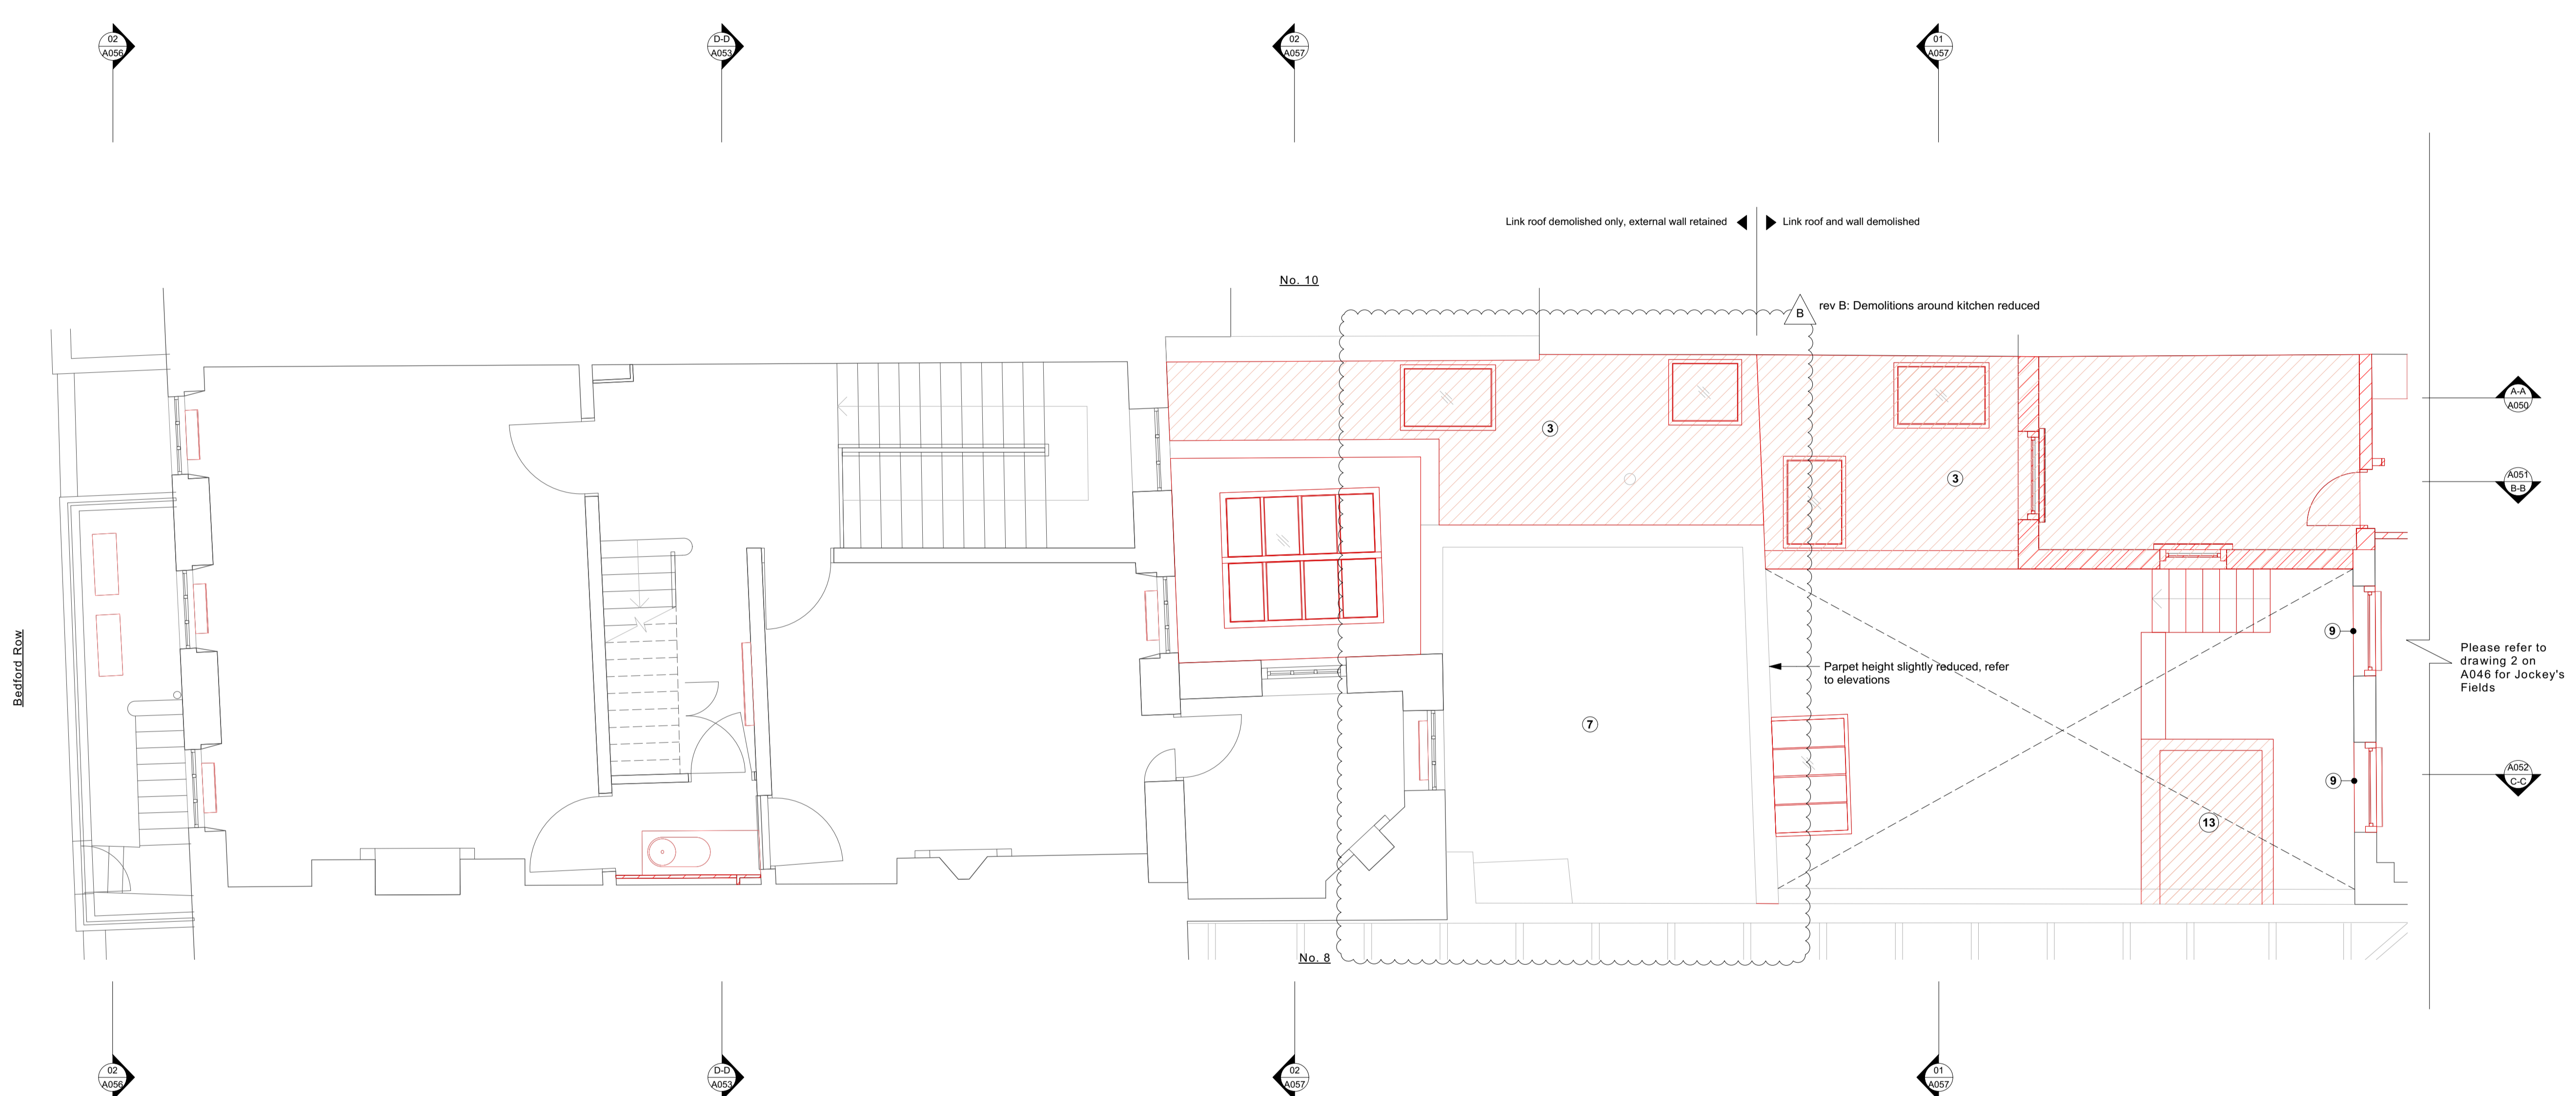 02
A056
D-D
A053
02
A057
01
A057
Link roof demolished only, external wall retained
Link roof and wall demolished
No. 10
B
rev B: Demolitions around kitchen reduced
A-A
A050
3
3
A051
B-B
Bedford Row
9
Please refer to
drawing 2 on
A046 for Jockey's
Fields
Parpet height slightly reduced, refer
to elevations
7
9
A052
C-C
13
No. 8
02
A056
D-D
A053
02
A057
01
A057